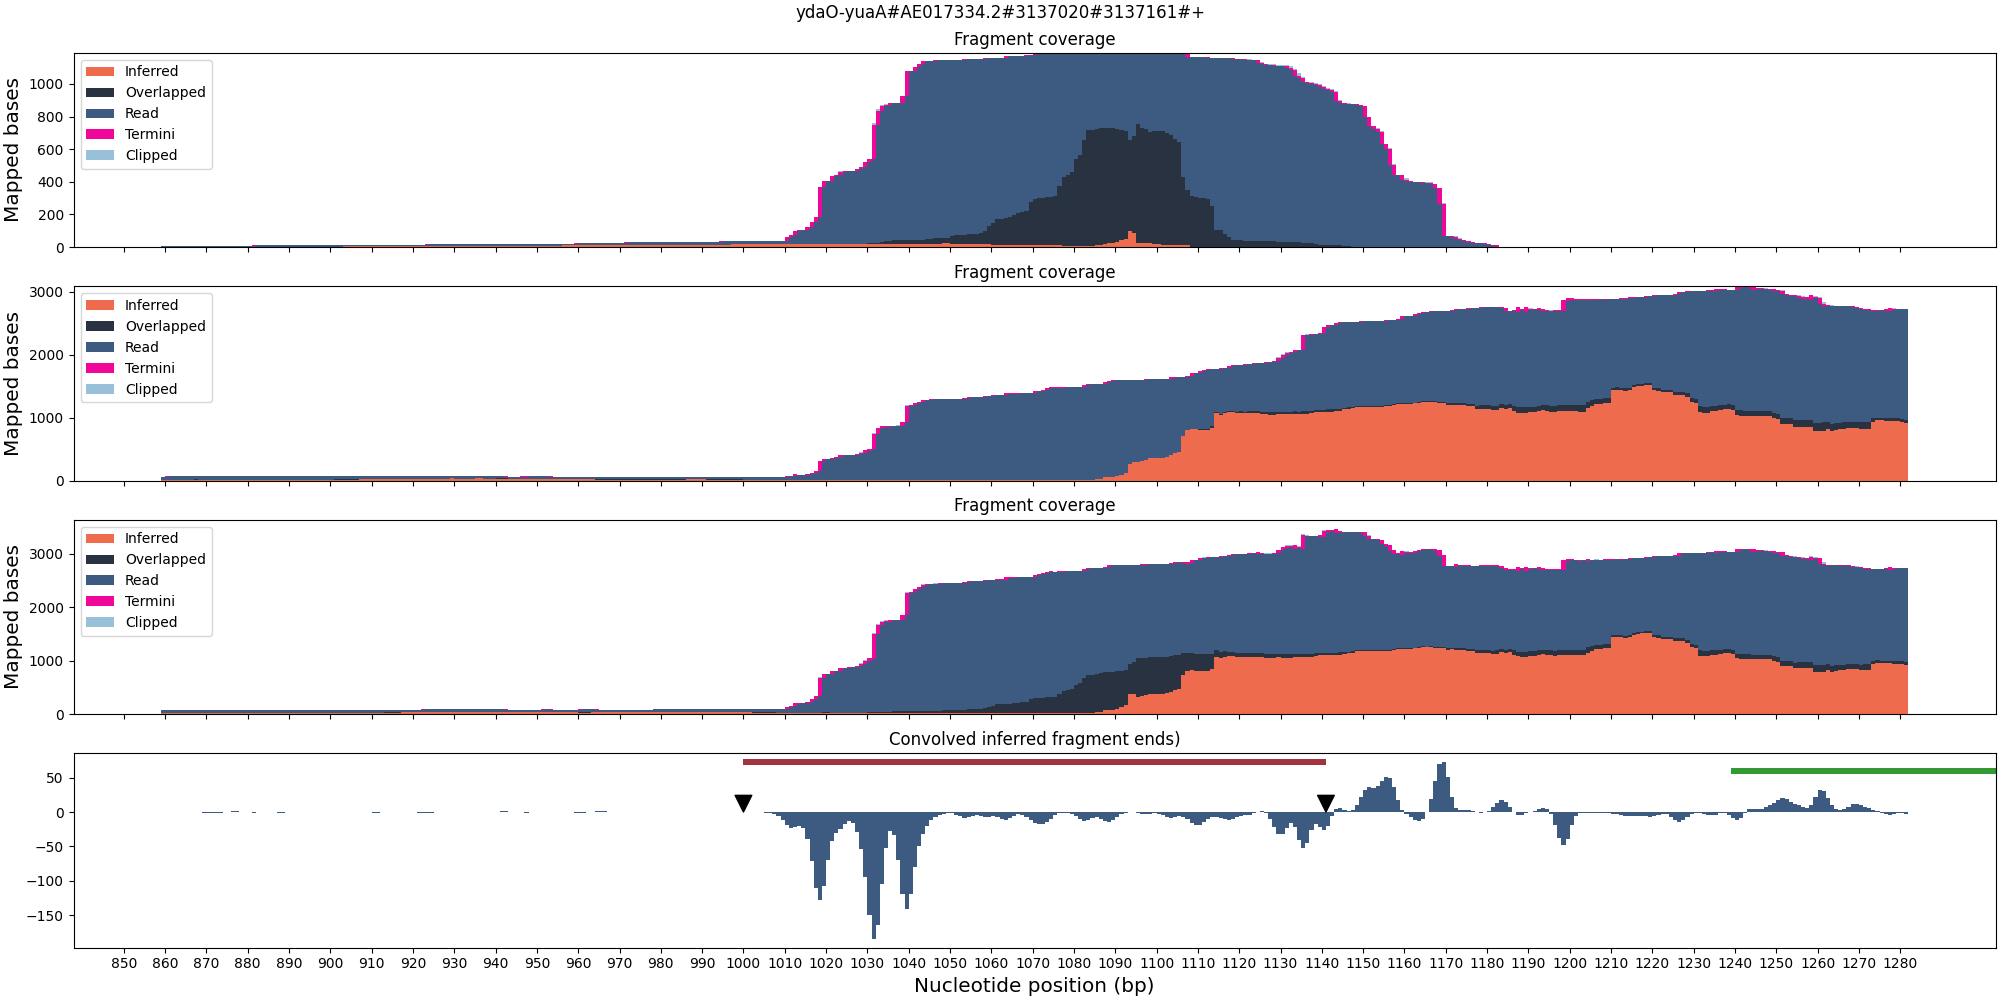 ydaO-yuaA#AE017334.2#3137020#3137161#+
Fragment coverage
Mapped bases
1000
800
600
400
200
0
Inferred
Overlapped
Read
Termini
Clipped
Fragment coverage
Mapped bases
3000
2000
1000
0
Inferred
Overlapped
Read
Termini
Clipped
Fragment coverage
Mapped bases
3000
2000
1000
0
Inferred
Overlapped
Read
Termini
Clipped
Convolved inferred fragment ends)
50
0
−50
−100
−150
850 860 870 880 890 900 910 920 930 940 950 960 970 980 990 1000 1010 1020 1030 1040 1050 1060 1070 1080 1090 1100 1110 1120 1130 1140 1150 1160 1170 1180 1190 1200 1210 1220 1230 1240 1250 1260 1270 1280
Nucleotide position (bp)